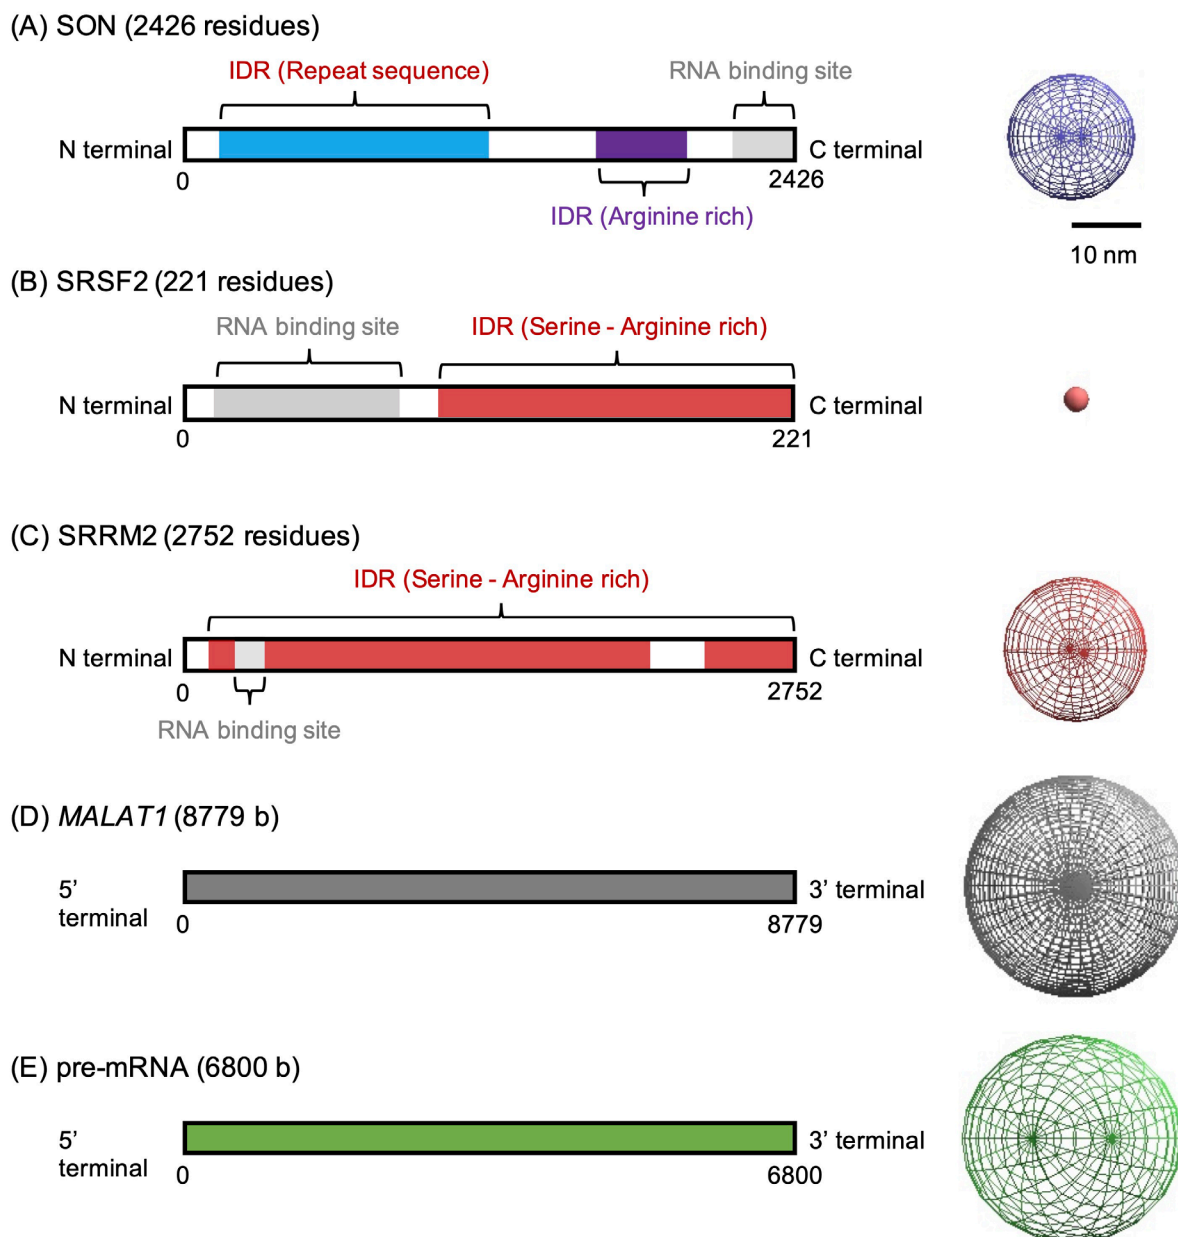 (A) SON (2426 residues)
IDR (Repeat sequence)
RNA binding site
N terminal
C terminal
0
2426
IDR (Arginine rich)
10 nm
(B) SRSF2 (221 residues)
RNA binding site
IDR (Serine - Arginine rich)
N terminal
C terminal
0
221
(C) SRRM2 (2752 residues)
IDR (Serine - Arginine rich)
N terminal
C terminal
0
2752
RNA binding site
(D) MALAT1 (8779 b)
5’
terminal
3’ terminal
0
8779
(E) pre-mRNA (6800 b)
5’
terminal
3’ terminal
0
6800